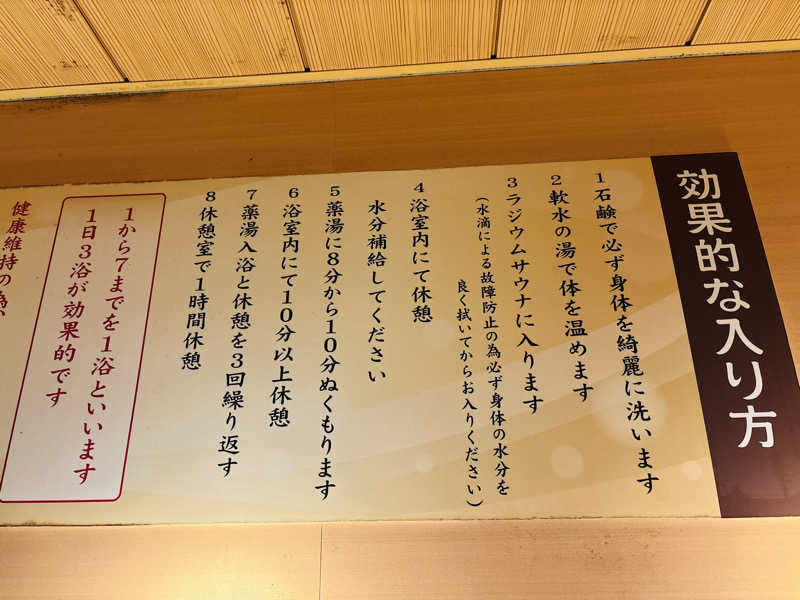 効果的な入り方
1石鹸で必ず身体を綺麗に洗います
2軟水の湯で体を温めます
3ラジウムサウナに入ります
(水滴による故障防止の為必ず身体の水分を
良く拭いてからお入りください)
4浴室内にて休憩
水分補給してください
5薬湯に8分から10分ぬくもります
6浴室内にて10分以上休憩
7薬湯入浴と休憩を3回繰り返す
8休憩室で1時間休憩
1から7までを1浴といいます
1日3浴が効果的です
健康維持の為